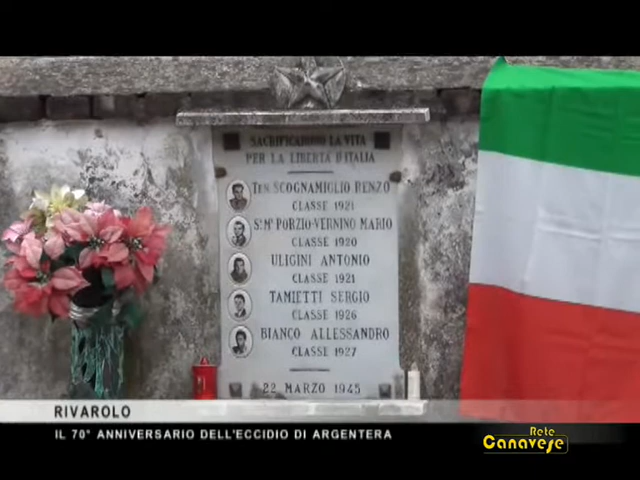 SACRIFICARONO LA VITA
PER LA LIBERTÀ D'ITALIA
TEN. SCOGNAMIGLIO RENZO
CLASSE 1921
S. Mᴱ PORZIO-VERNINO MARIO
CLASSE 1920
ULIGINI ANTONIO
CLASSE 1921
TAMIETTI SERGIO
CLASSE 1926
BIANCO ALLESSANDRO
CLASSE 1927
22 MARZO 1945
RIVAROLO
IL 70° ANNIVERSARIO DELL'ECCIDIO DI ARGENTERA
Rete
Canavese